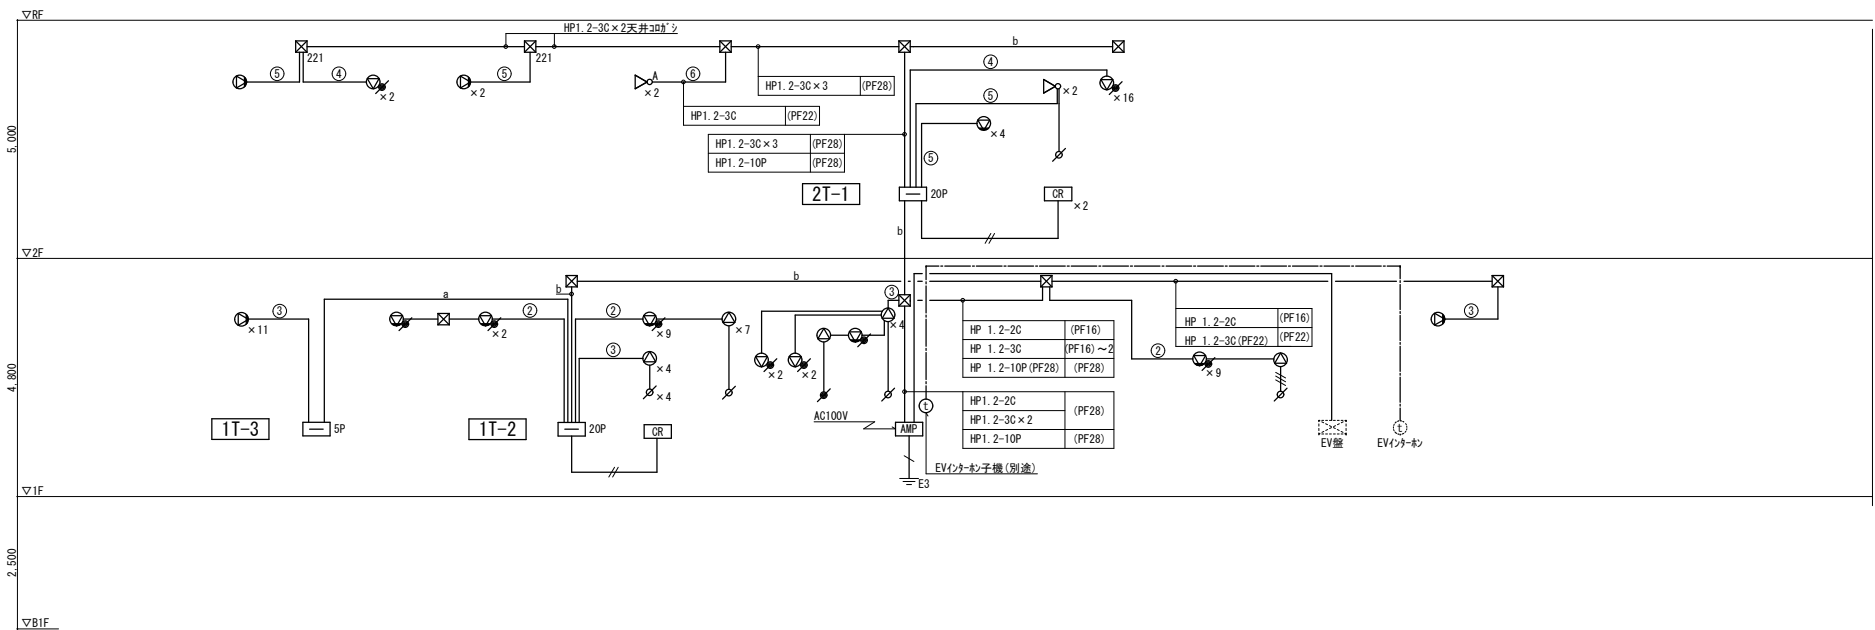 ▽RF
HP1.2-3C×2天井ｺﾛｶﾞｼ
221
221
b
⑤
④
×2
⑤
×2
A
×2
⑥
HP1.2-3C×3 (PF28)
HP1.2-3C (PF22)
④
×16
⑤
×2
×4
⑤
HP1.2-3C×3 (PF28)
HP1.2-10P (PF28)
5,000
2T-1
20P
CR
×2
b
▽2F
b
b
a
③
×11
②
×2
②
×9
×7
③
×4
×4
③
×4
×2
×2
HP 1.2-2C (PF16)
HP 1.2-3C (PF16)～2
HP 1.2-10P(PF28) (PF28)
HP 1.2-2C (PF16)
HP 1.2-3C(PF22) (PF22)
③
②
×9
4,800
HP1.2-2C (PF28)
HP1.2-3C×2
HP1.2-10P (PF28)
1T-3
5P
1T-2
20P
CR
AC100V
AMP
t
EV盤
t
EVｲﾝﾀｰﾎﾝ
EVｲﾝﾀｰﾎﾝ子機(別途)
E3
▽1F
2,500
▽B1F